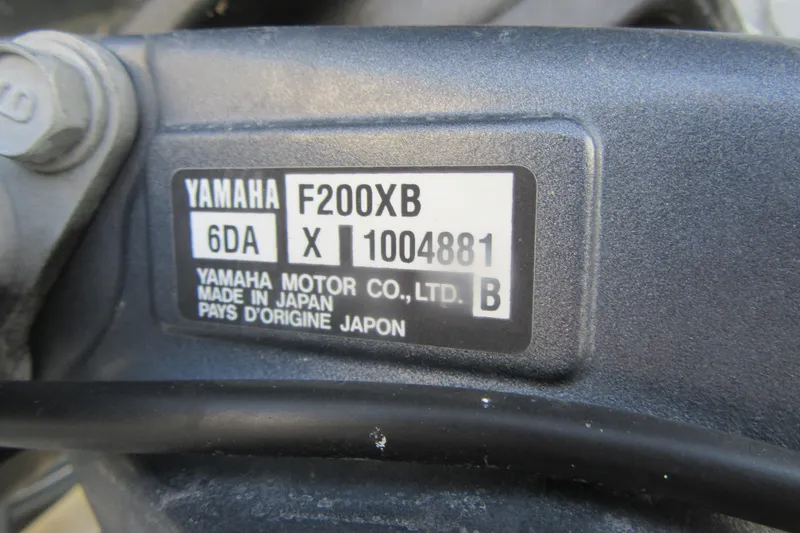 YAMAHA F200XB
6DA X 1004881
YAMAHA MOTOR CO., LTD. B
MADE IN JAPAN
PAYS D'ORIGINE JAPON